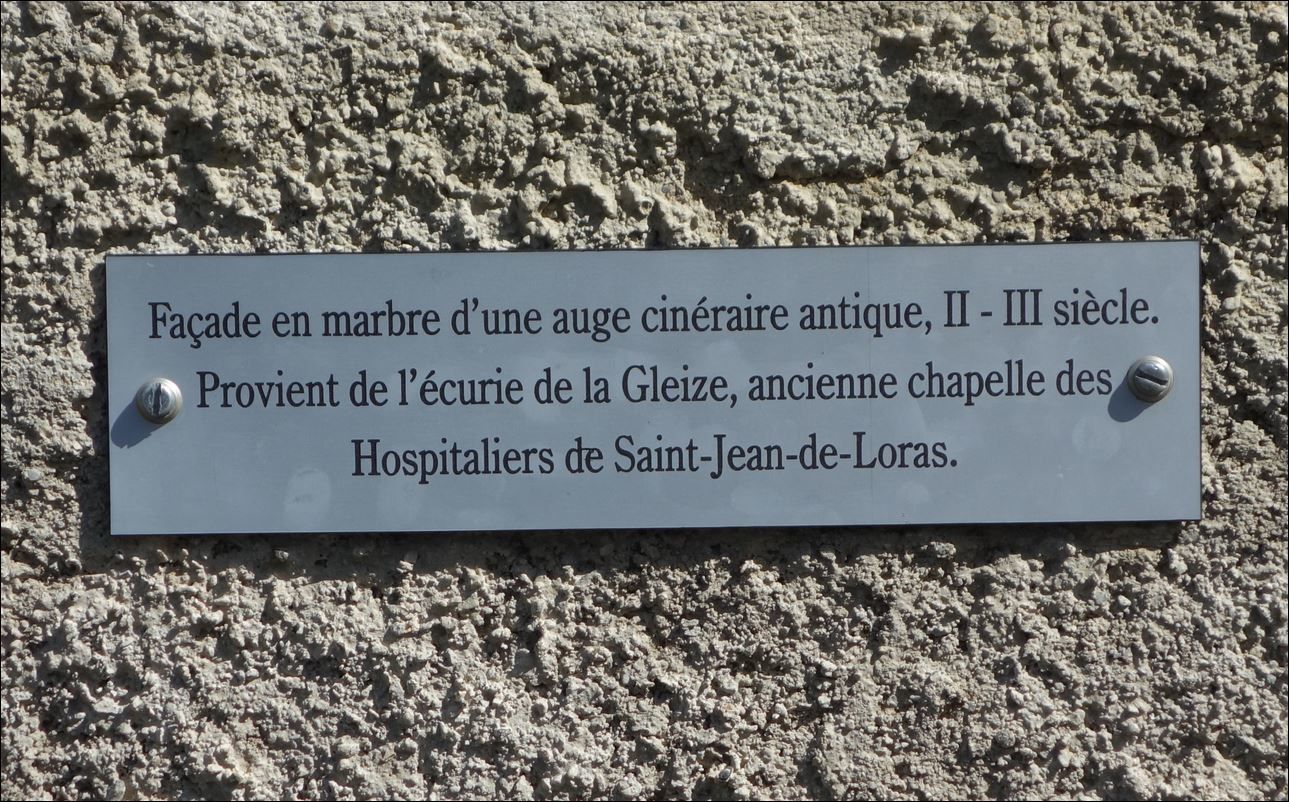 Façade en marbre d'une auge cinéraire antique, II - III siècle.
Provient de l'écurie de la Gleize, ancienne chapelle des
Hospitaliers de Saint-Jean-de-Loras.